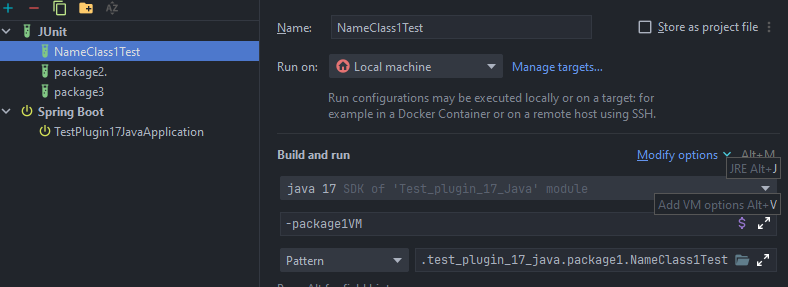 JUnit
NameClass1Test
package2.
package3
Spring Boot
TestPlugin17JavaApplication
Name: NameClass1Test Store as project file
Run on: Local machine Manage targets...
Run configurations may be executed locally or on a target: for
example in a Docker Container or on a remote host using SSH.
Build and run Modify options Alt+M
JRE Alt+J
java 17 SDK of 'Test_plugin_17_Java' module
Add VM options Alt+V
-package1VM
Pattern .test_plugin_17_java.package1.NameClass1Test